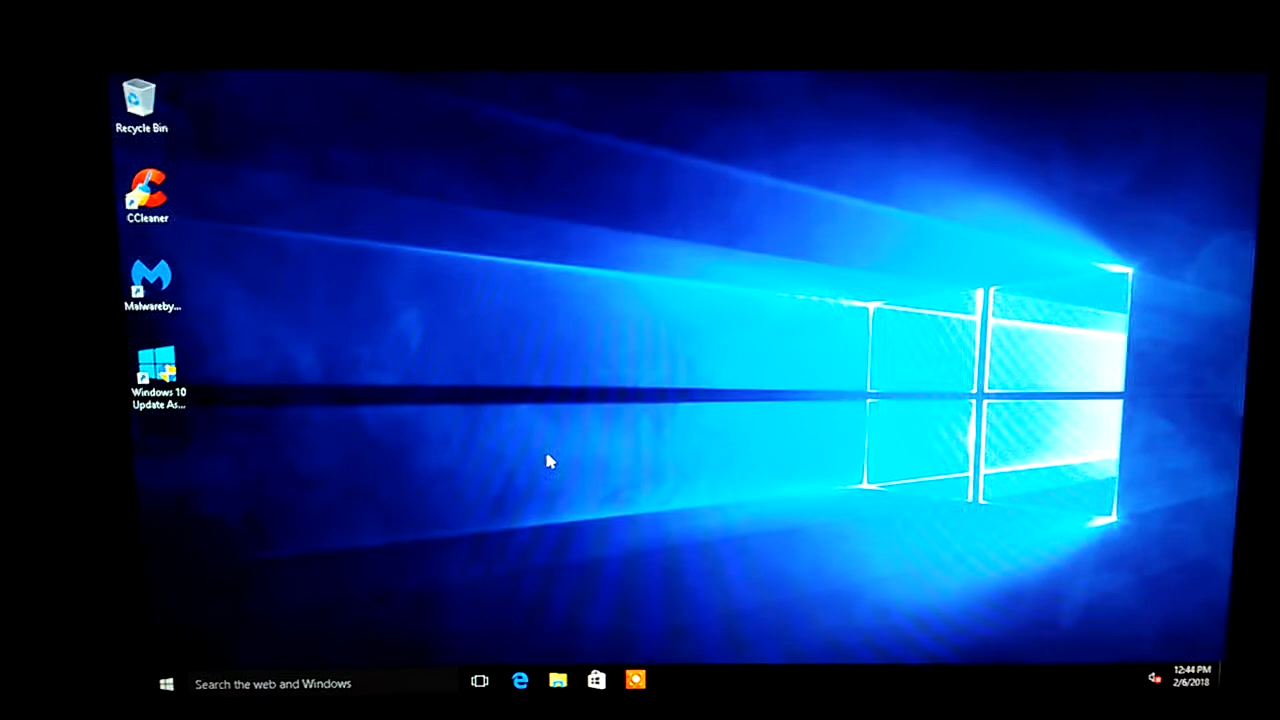 Recycle Bin
CCleaner
Malwareby...
Windows 10
Update As...
Search the web and Windows
12:44 PM
2/6/2018